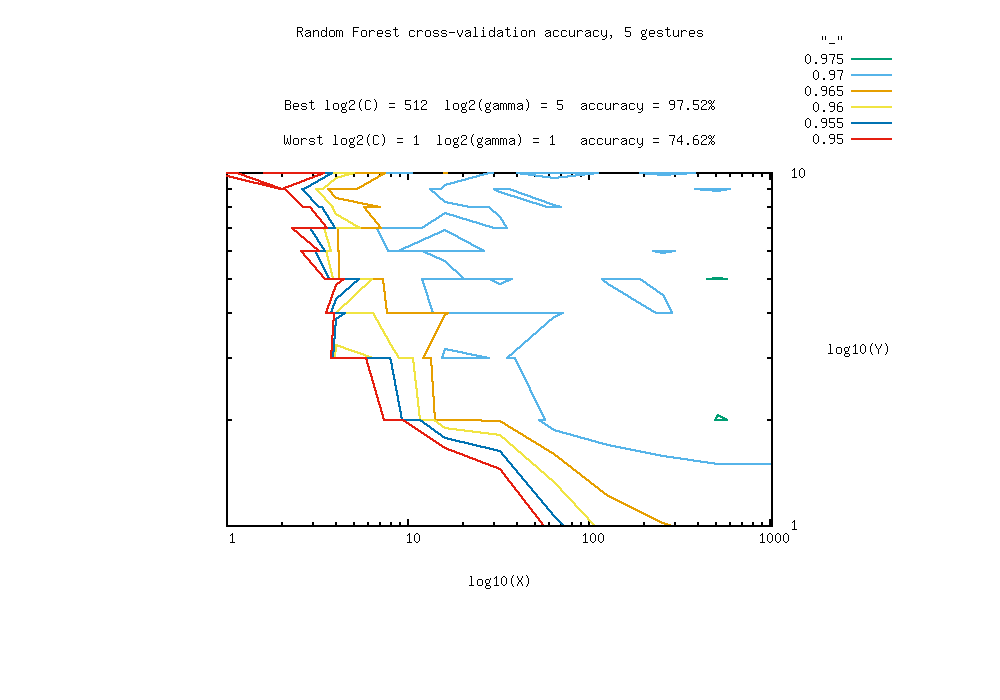 Random Forest cross-validation accuracy, 5 gestures
"_"
0.975
0.97
0.965
0.96
0.955
0.95
Best log2(C) = 512 log2(gamma) = 5 accuracy = 97.52%
Worst log2(C) = 1 log2(gamma) = 1 accuracy = 74.62%
10
log10(Y)
1
1 10 100 1000
log10(X)